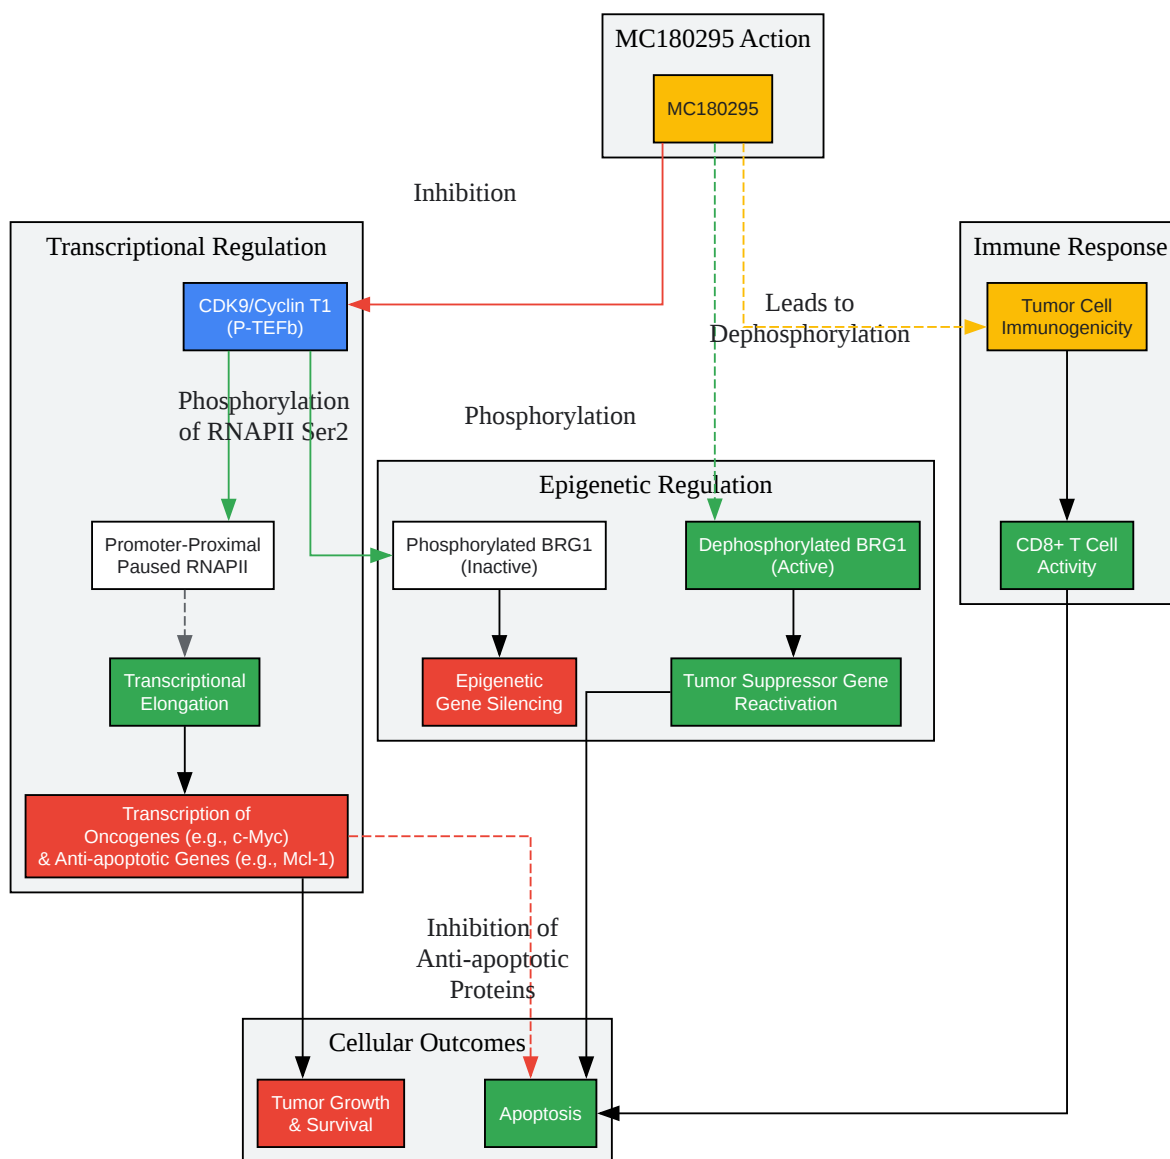 MC180295 Action
MC180295
Inhibition
Transcriptional Regulation
Immune Response
CDK9/Cyclin T1
(P-TEFb)
Leads to
Dephosphorylation
Tumor Cell
Immunogenicity
Phosphorylation
of RNAPII Ser2
Phosphorylation
Epigenetic Regulation
Promoter-Proximal
Paused RNAPII
Phosphorylated BRG1
(Inactive)
Dephosphorylated BRG1
(Active)
CD8+ T Cell
Activity
Transcriptional
Elongation
Epigenetic
Gene Silencing
Tumor Suppressor Gene
Reactivation
Transcription of
Oncogenes (e.g., c-Myc)
& Anti-apoptotic Genes (e.g., Mcl-1)
Inhibition of
Anti-apoptotic
Proteins
Cellular Outcomes
Tumor Growth
& Survival
Apoptosis